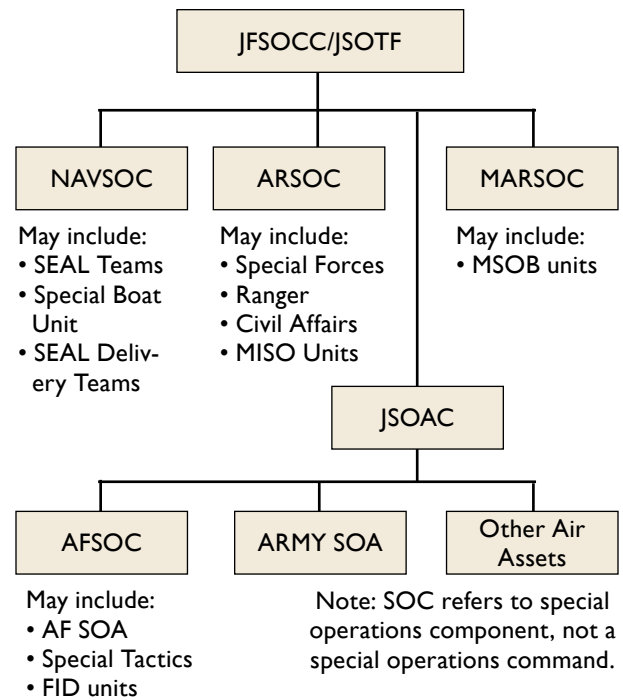 JFSOCC/JSOTF
NAVSOC
ARSOC
MARSOC
May include:
• SEAL Teams
• Special Boat
Unit
• SEAL Deliv-
ery Teams
May include:
• Special Forces
• Ranger
• Civil Affairs
• MISO Units
May include:
• MSOB units
JSOAC
AFSOC
ARMY SOA
Other Air
Assets
May include:
• AF SOA
• Special Tactics
• FID units
Note: SOC refers to special
operations component, not a
special operations command.